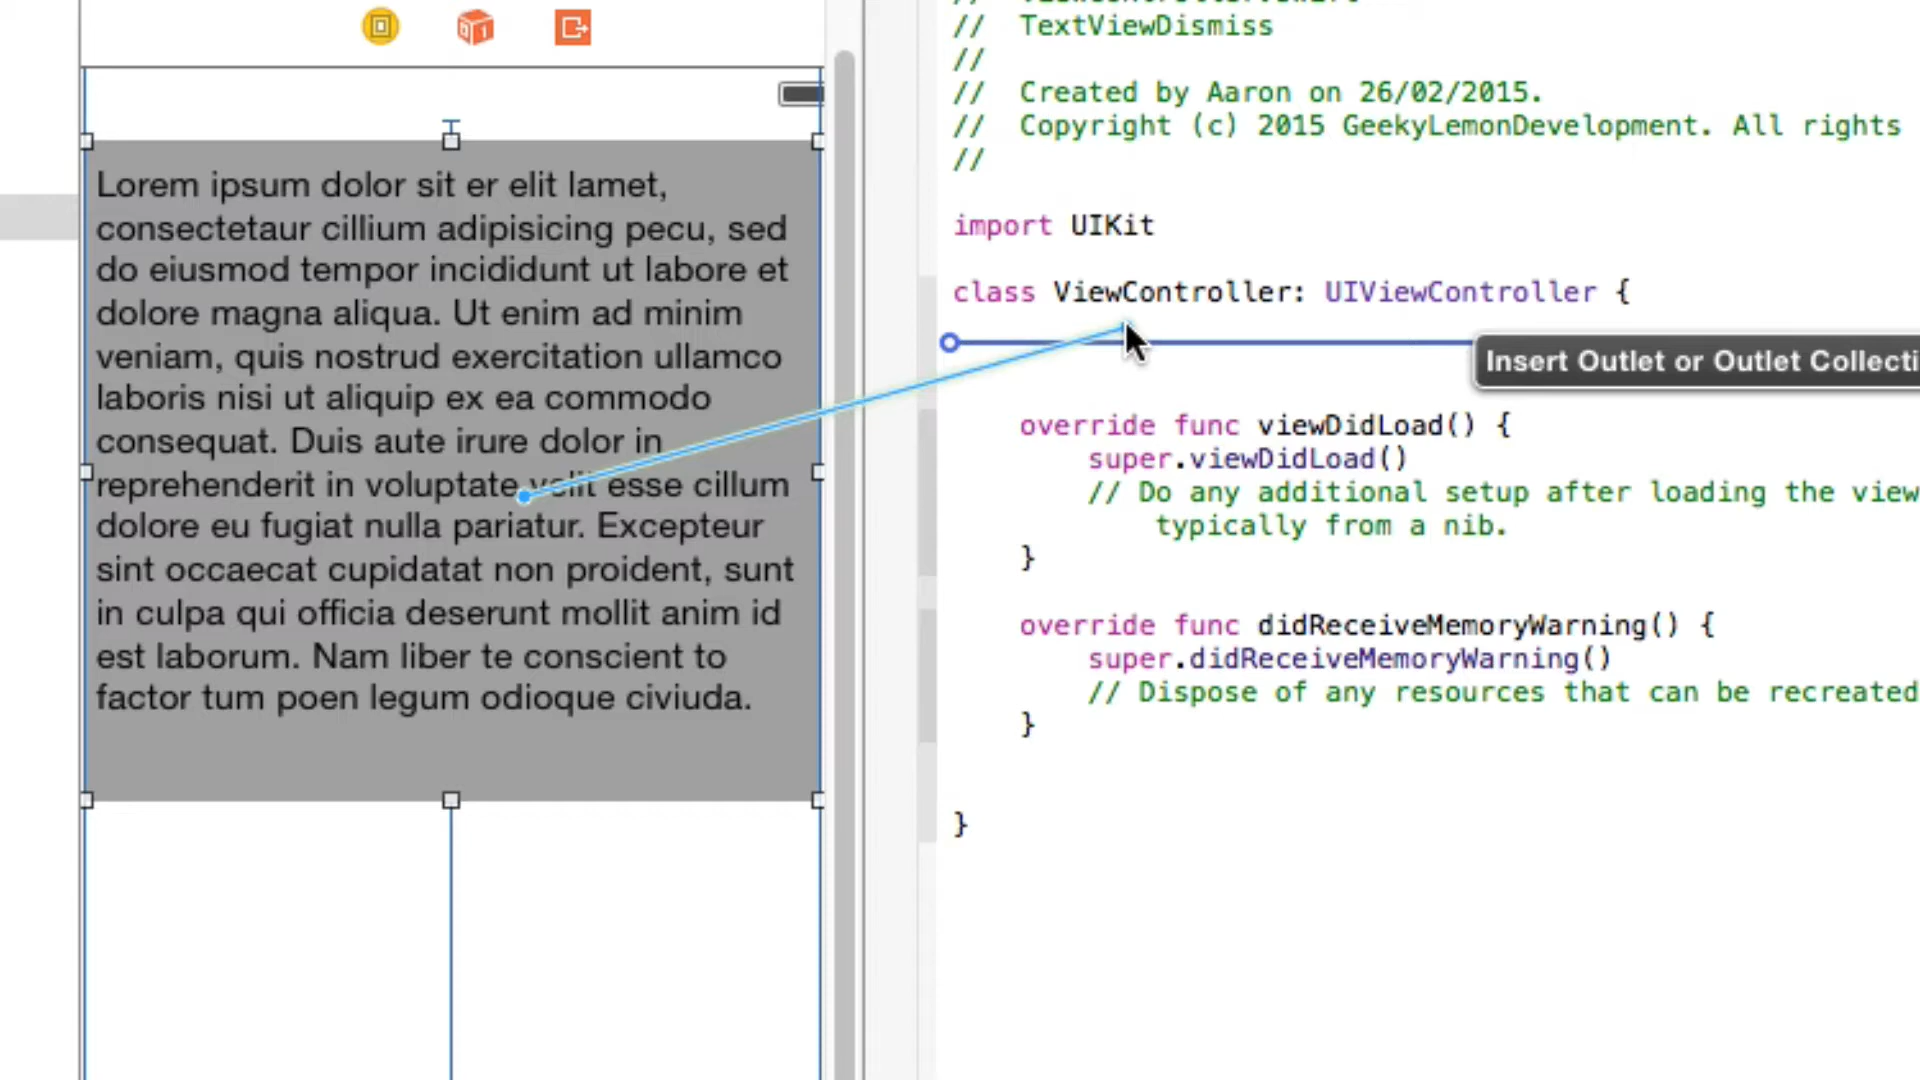 Lorem ipsum dolor sit er elit lamet,
consectetaur cillium adipisicing pecu, sed
do eiusmod tempor incididunt ut labore et
dolore magna aliqua. Ut enim ad minim
veniam, quis nostrud exercitation ullamco
laboris nisi ut aliquip ex ea commodo
consequat. Duis aute irure dolor in
reprehenderit in voluptate velit esse cillum
dolore eu fugiat nulla pariatur. Excepteur
sint occaecat cupidatat non proident, sunt
in culpa qui officia deserunt mollit anim id
est laborum. Nam liber te conscient to
factor tum poen legum odioque civiuda.
// TextViewDismiss
//
// Created by Aaron on 26/02/2015.
// Copyright (c) 2015 GeekyLemonDevelopment. All rights
//
import UIKit
class ViewController: UIViewController {
Insert Outlet or Outlet Collecti
override func viewDidLoad() {
super.viewDidLoad()
// Do any additional setup after loading the view
typically from a nib.
}
override func didReceiveMemoryWarning() {
super.didReceiveMemoryWarning()
// Dispose of any resources that can be recreated
}
}